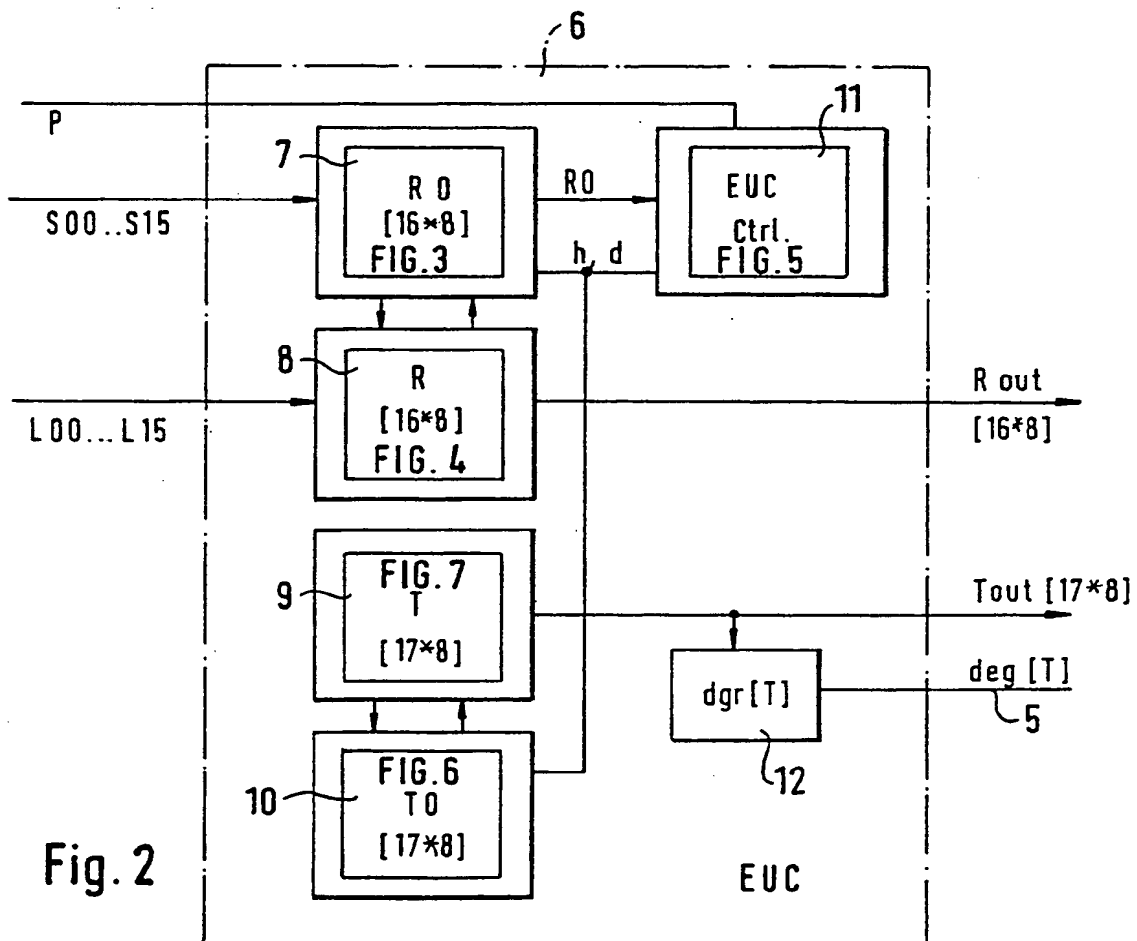 6
P
7
R 0
[16*8]
FIG.3
S00..S15
R0
h, d
11
EUC
Ctrl.
FIG.5
8
R
[16*8]
FIG. 4
L00...L15
R out
[16*8]
9
FIG.7
T
[17*8]
Tout [17*8]
dgr[T]
12
deg [T]
5
10
FIG.6
T0
[17*8]
Fig. 2
EUC